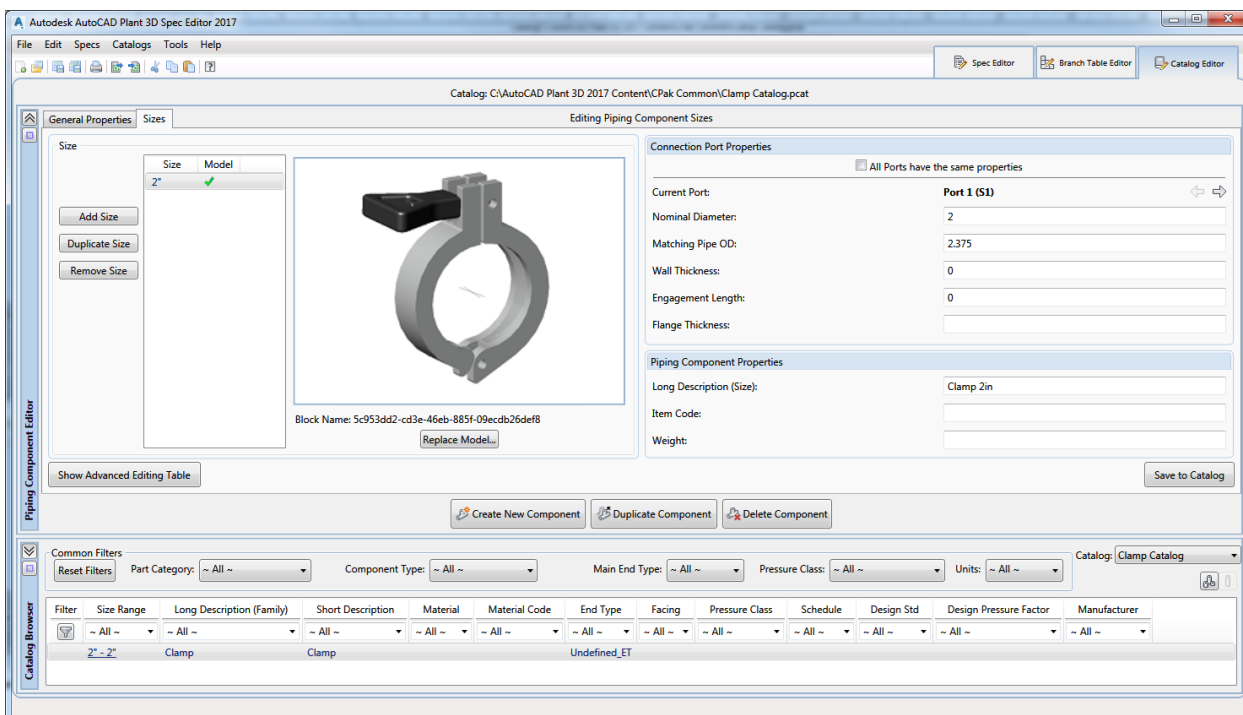 Autodesk AutoCAD Plant 3D Spec Editor 2017
File Edit Specs Catalogs Tools Help
Spec Editor Branch Table Editor Catalog Editor
Catalog: C:\AutoCAD Plant 3D 2017 Content\CPak Common\Clamp Catalog.pcat
General Properties Sizes Editing Piping Component Sizes
Size
Size Model
2"
Add Size
Duplicate Size
Remove Size
Block Name: 5c953dd2-cd3e-46eb-885f-09ecdb26def8
Replace Model...
Connection Port Properties
All Ports have the same properties
Current Port: Port 1 (S1)
Nominal Diameter: 2
Matching Pipe OD: 2.375
Wall Thickness: 0
Engagement Length: 0
Flange Thickness:
Piping Component Properties
Long Description (Size): Clamp 2in
Item Code:
Weight:
Show Advanced Editing Table Save to Catalog
Piping Component Editor
Create New Component Duplicate Component Delete Component
Common Filters
Reset Filters Part Category: ~ All ~ Component Type: ~ All ~ Main End Type: ~ All ~ Pressure Class: ~ All ~ Units: ~ All ~
Catalog: Clamp Catalog
Filter Size Range Long Description (Family) Short Description Material Material Code End Type Facing Pressure Class Schedule Design Std Design Pressure Factor Manufacturer
~ All ~ ~ All ~ ~ All ~ ~ All ~ ~ All ~ ~ All ~ ~ All ~ ~ All ~ ~ All ~ ~ All ~ ~ All ~ ~ All ~
2" - 2" Clamp Clamp Undefined_ET
Catalog Browser